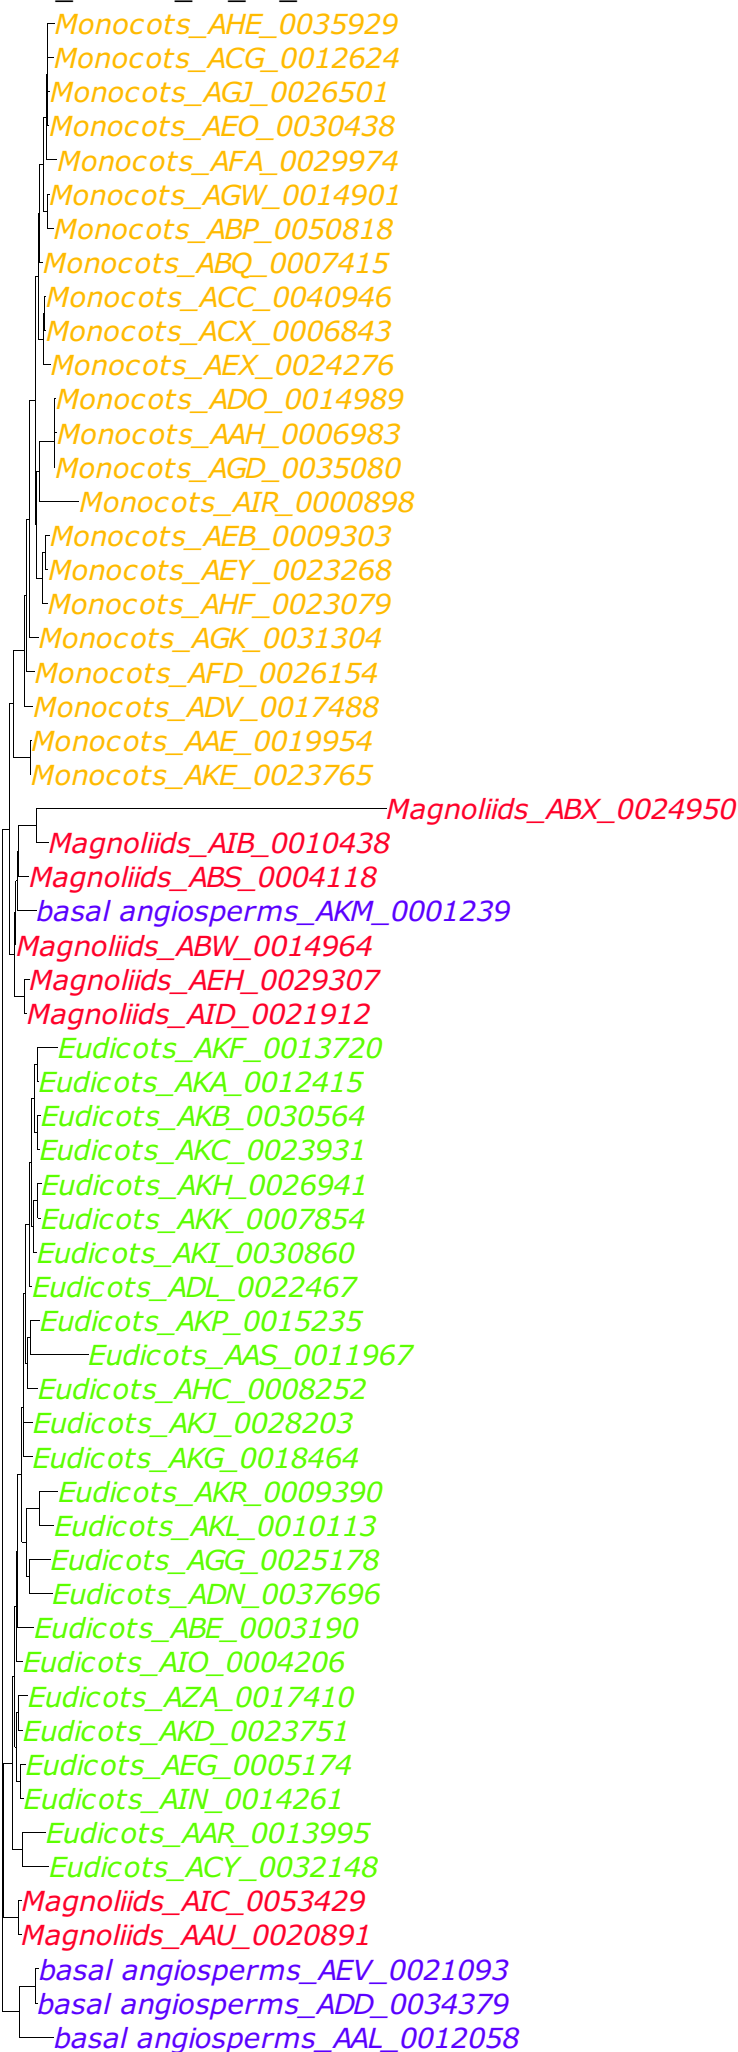 Monocots_AHE_0035929
Monocots_ACG_0012624
Monocots_AGJ_0026501
Monocots_AEO_0030438
Monocots_AFA_0029974
Monocots_AGW_0014901
Monocots_ABP_0050818
Monocots_ABQ_0007415
Monocots_ACC_0040946
Monocots_ACX_0006843
Monocots_AEX_0024276
Monocots_ADO_0014989
Monocots_AAH_0006983
Monocots_AGD_0035080
Monocots_AIR_0000898
Monocots_AEB_0009303
Monocots_AEY_0023268
Monocots_AHF_0023079
Monocots_AGK_0031304
Monocots_AFD_0026154
Monocots_ADV_0017488
Monocots_AAE_0019954
Monocots_AKE_0023765
Magnoliids_ABX_0024950
Magnoliids_AIB_0010438
Magnoliids_ABS_0004118
basal angiosperms_AKM_0001239
Magnoliids_ABW_0014964
Magnoliids_AEH_0029307
Magnoliids_AID_0021912
Eudicots_AKF_0013720
Eudicots_AKA_0012415
Eudicots_AKB_0030564
Eudicots_AKC_0023931
Eudicots_AKH_0026941
Eudicots_AKK_0007854
Eudicots_AKI_0030860
Eudicots_ADL_0022467
Eudicots_AKP_0015235
Eudicots_AAS_0011967
Eudicots_AHC_0008252
Eudicots_AKJ_0028203
Eudicots_AKG_0018464
Eudicots_AKR_0009390
Eudicots_AKL_0010113
Eudicots_AGG_0025178
Eudicots_ADN_0037696
Eudicots_ABE_0003190
Eudicots_AIO_0004206
Eudicots_AZA_0017410
Eudicots_AKD_0023751
Eudicots_AEG_0005174
Eudicots_AIN_0014261
Eudicots_AAR_0013995
Eudicots_ACY_0032148
Magnoliids_AIC_0053429
Magnoliids_AAU_0020891
basal angiosperms_AEV_0021093
basal angiosperms_ADD_0034379
basal angiosperms_AAL_0012058